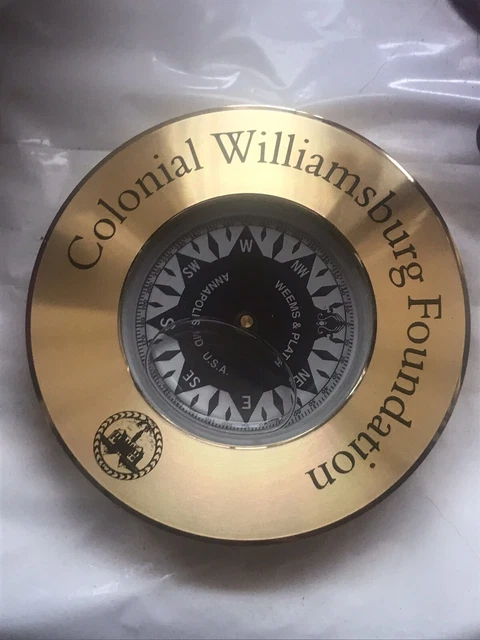 Colonial Williamsburg Foundation
W
NW
NE
E
SE
S
SW
WEEMS & PLATH
ANNAPOLIS MD U.S.A.